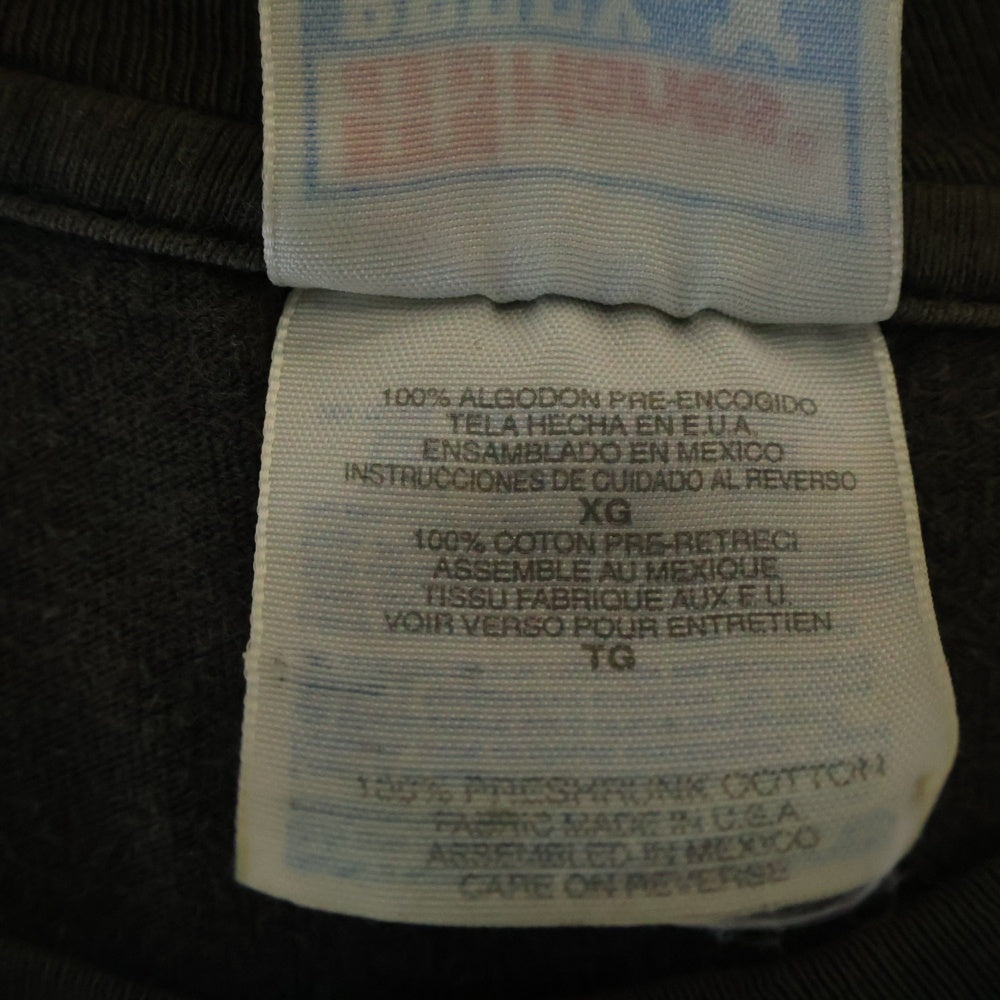 100% ALGODON PRE-ENCOGIDO
TELA HECHA EN E.U.A.
ENSAMBLADO EN MEXICO
INSTRUCCIONES DE CUIDADO AL REVERSO
XG
100% COTON PRE-RETRECI
ASSEMBLE AU MEXIQUE
TISSU FABRIQUE AUX E.U.
VOIR VERSO POUR ENTRETIEN
TG
100% PRESHRUNK COTTON
FABRIC MADE IN U.S.A
ASSEMBLED IN MEXICO
CARE ON REVERSE